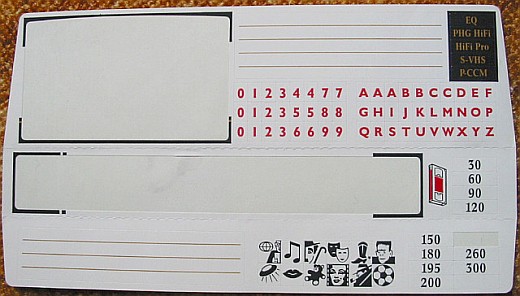 EQ
PHG HiFi
HiFi Pro
S-VHS
P-CCM
0 1 2 3 4 4 7 7 A A A B B C C D E F
0 1 2 3 5 5 8 8 G H I J K L M N O P
0 1 2 3 6 6 9 9 Q R S T U V W X Y Z
30
60
90
120
150
180 260
195 300
200